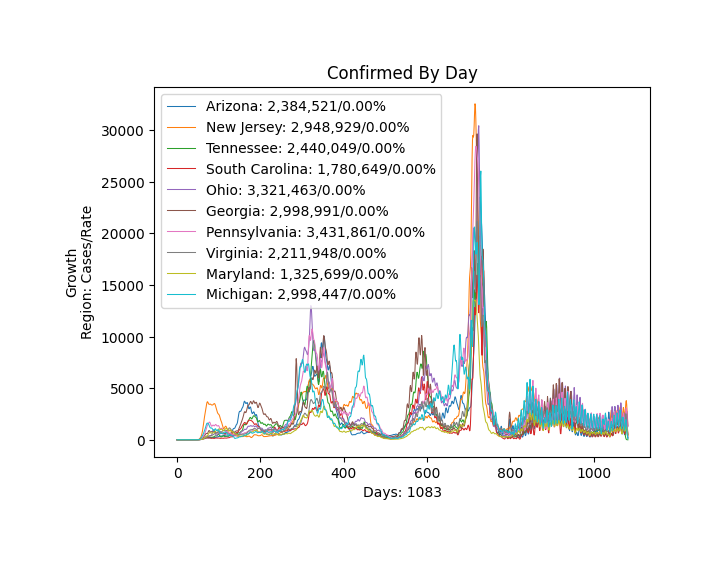 Confirmed By Day
Growth
Region: Cases/Rate
30000
25000
20000
15000
10000
5000
0
Arizona: 2,384,521/0.00%
New Jersey: 2,948,929/0.00%
Tennessee: 2,440,049/0.00%
South Carolina: 1,780,649/0.00%
Ohio: 3,321,463/0.00%
Georgia: 2,998,991/0.00%
Pennsylvania: 3,431,861/0.00%
Virginia: 2,211,948/0.00%
Maryland: 1,325,699/0.00%
Michigan: 2,998,447/0.00%
0 200 400 600 800 1000
Days: 1083